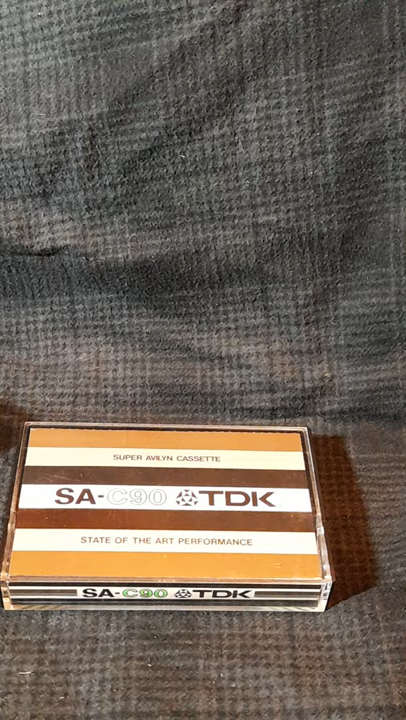 SUPER AVILYN CASSETTE
SA-C90 TDK
STATE OF THE ART PERFORMANCE
SA-C90 TDK